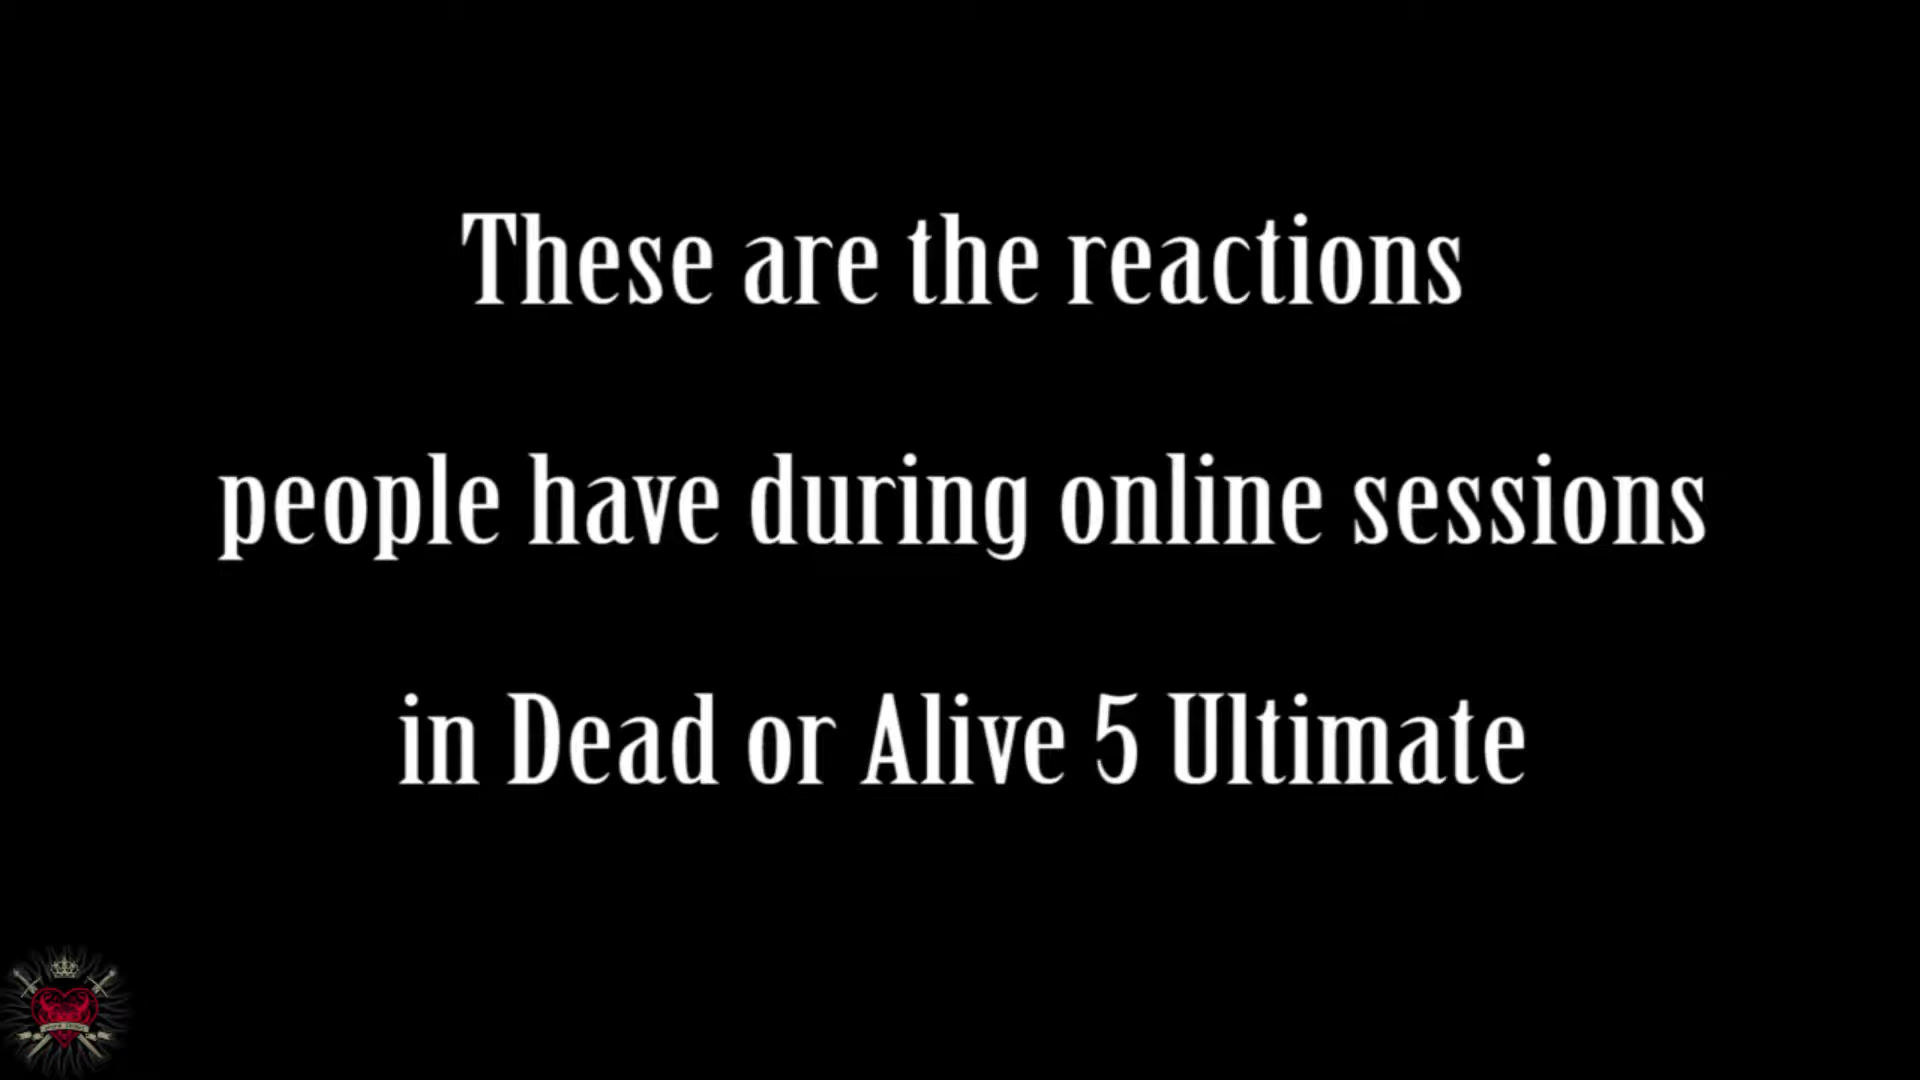 These are the reactions
people have during online sessions
in Dead or Alive 5 Ultimate